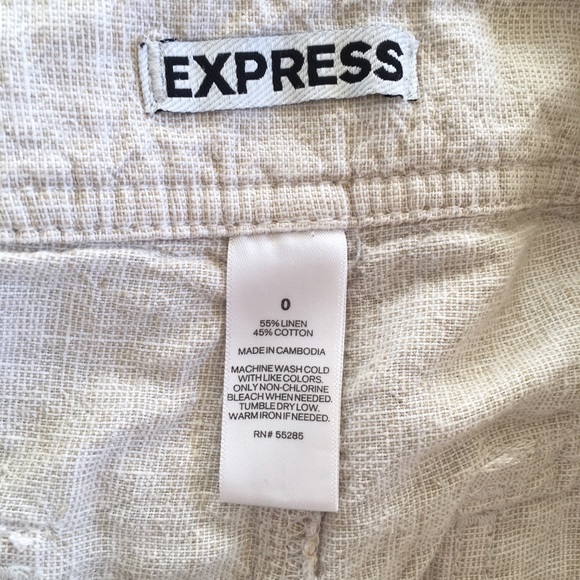 EXPRESS
0
55% LINEN
45% COTTON
MADE IN CAMBODIA
MACHINE WASH COLD
WITH LIKE COLORS.
ONLY NON-CHLORINE
BLEACH WHEN NEEDED.
TUMBLE DRY LOW.
WARM IRON IF NEEDED.
RN# 55285